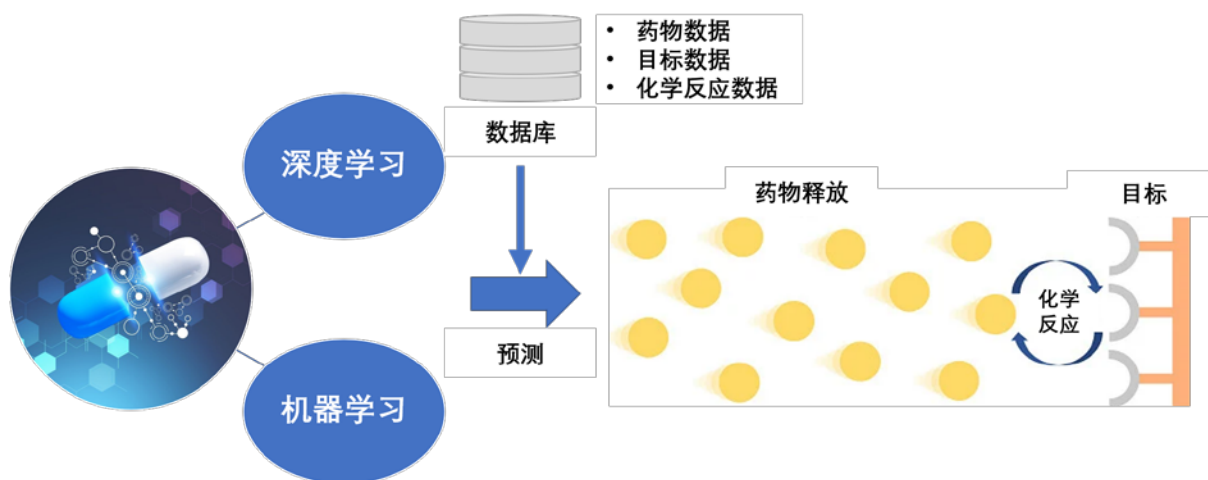 • 药物数据
• 目标数据
• 化学反应数据
数据库
深度学习
药物释放
目标
化学
反应
预测
机器学习